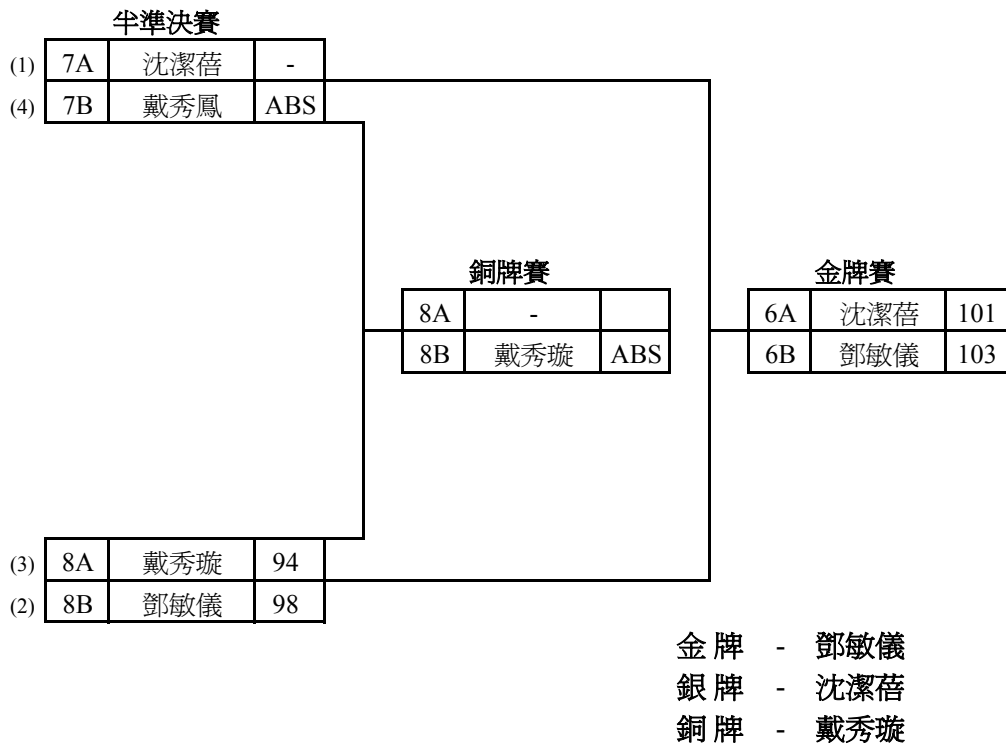 半準決賽
(1) 7A 沈潔蓓 -
(4) 7B 戴秀鳳 ABS
銅牌賽
金牌賽
8A -
6A 沈潔蓓 101
8B 戴秀璇 ABS
6B 鄧敏儀 103
(3) 8A 戴秀璇 94
(2) 8B 鄧敏儀 98
金牌 - 鄧敏儀
銀牌 - 沈潔蓓
銅牌 - 戴秀璇